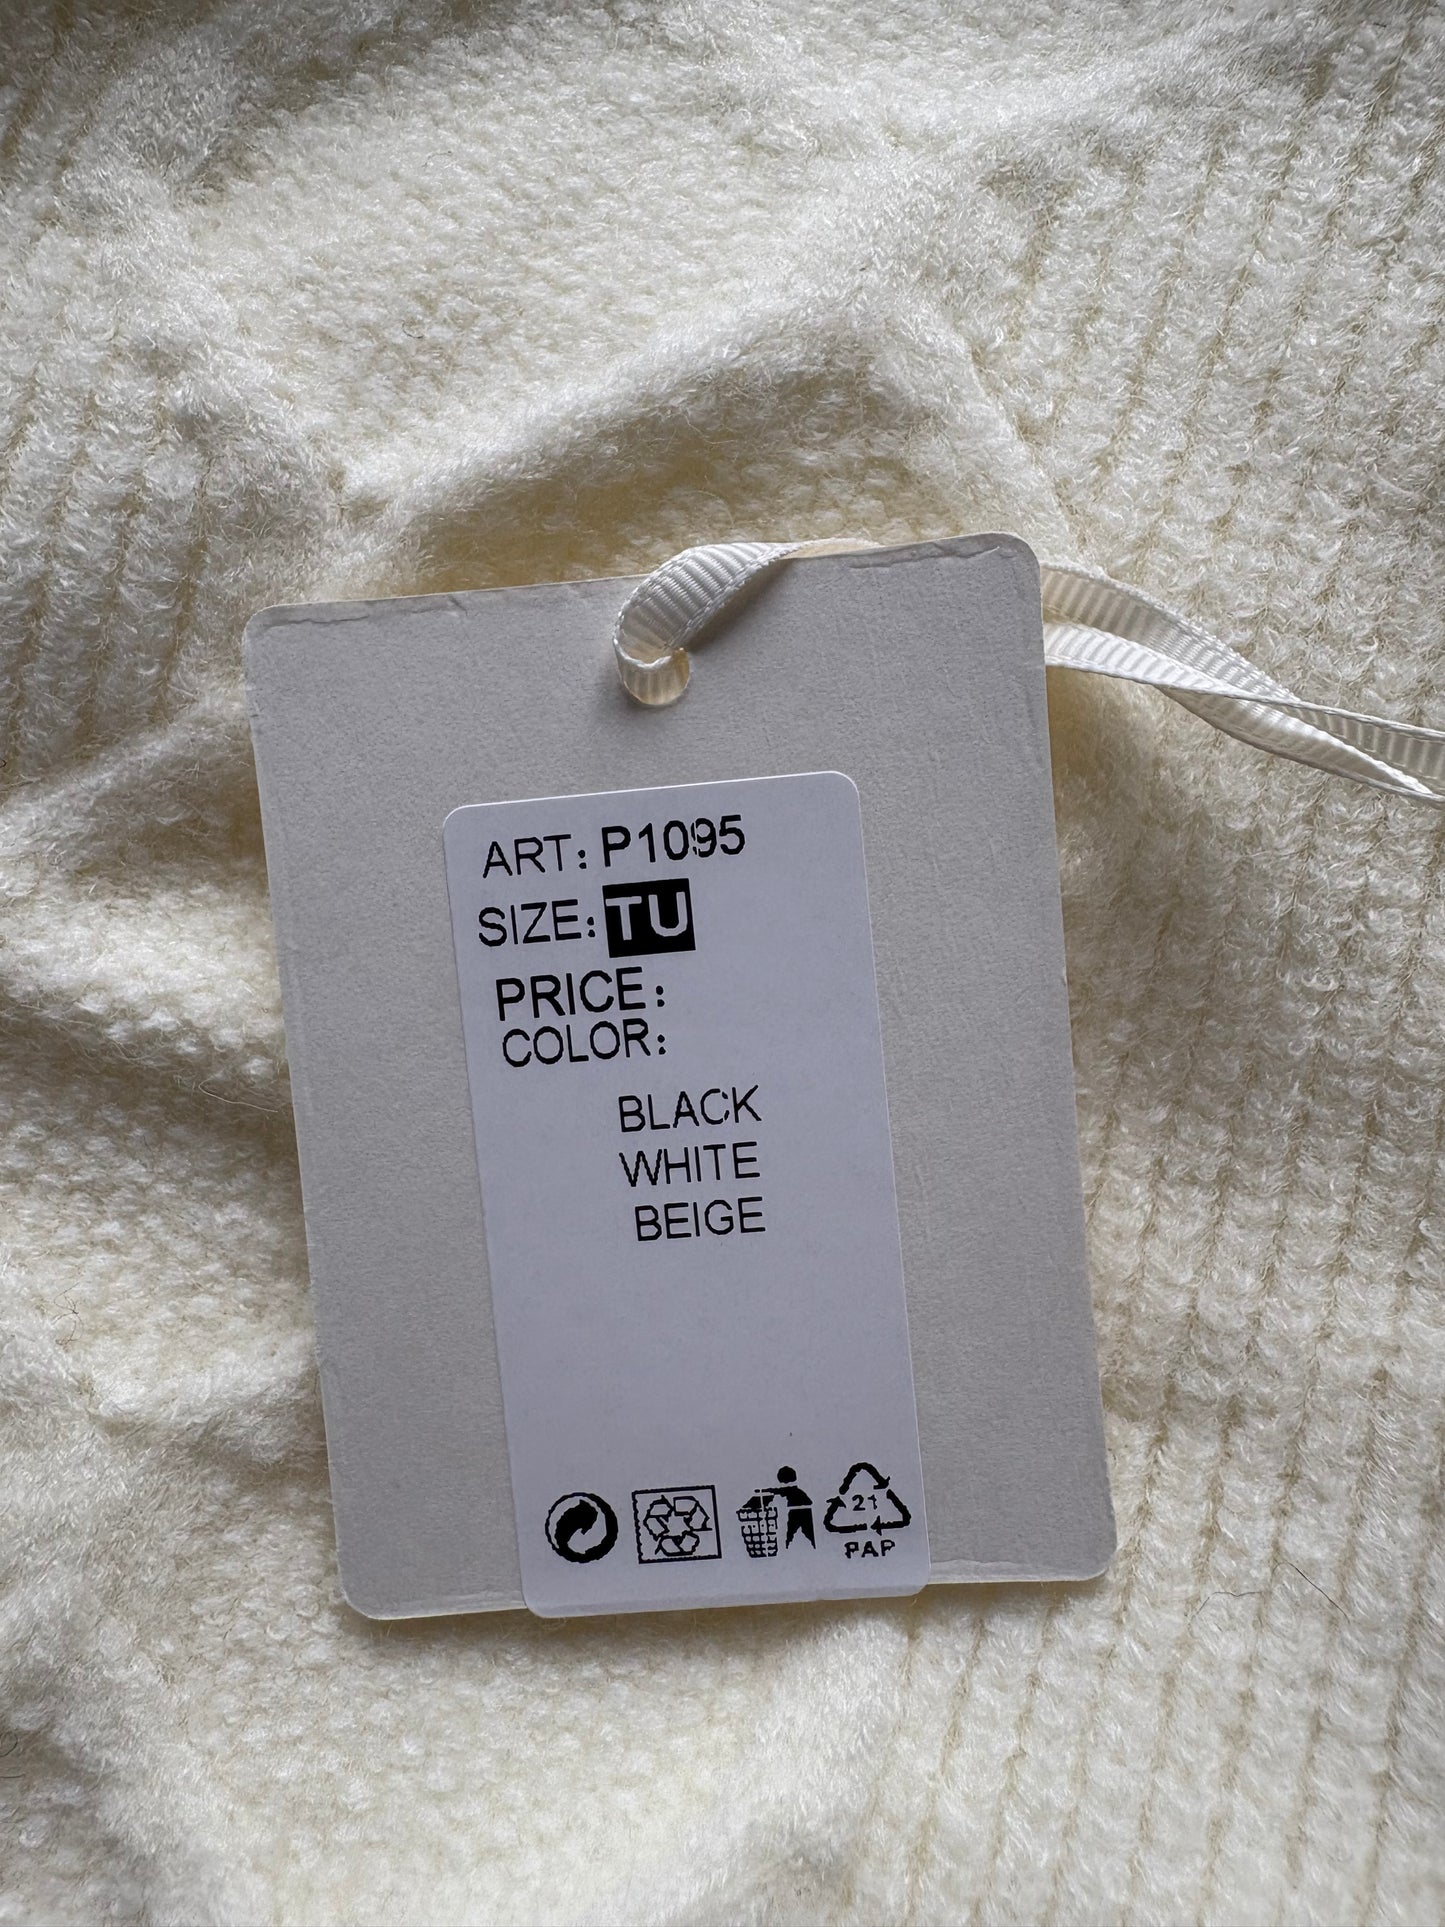 ART: P1095
SIZE: TU
PRICE:
COLOR:
BLACK
WHITE
BEIGE
21
PAP